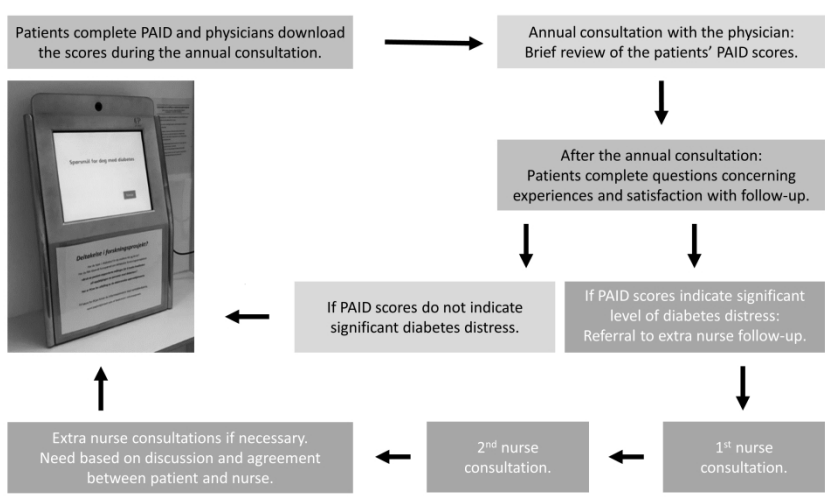 Patients complete PAID and physicians download
the scores during the annual consultation.
Annual consultation with the physician:
Brief review of the patients’ PAID scores.
After the annual consultation:
Patients complete questions concerning
experiences and satisfaction with follow-up.
Spørsmål for deg med diabetes
Deltakelse i forskningsprosjekt?
If PAID scores do not indicate
significant diabetes distress.
If PAID scores indicate significant
level of diabetes distress:
Referral to extra nurse follow-up.
1st nurse
consultation.
2nd nurse
consultation.
Extra nurse consultations if necessary.
Need based on discussion and agreement
between patient and nurse.